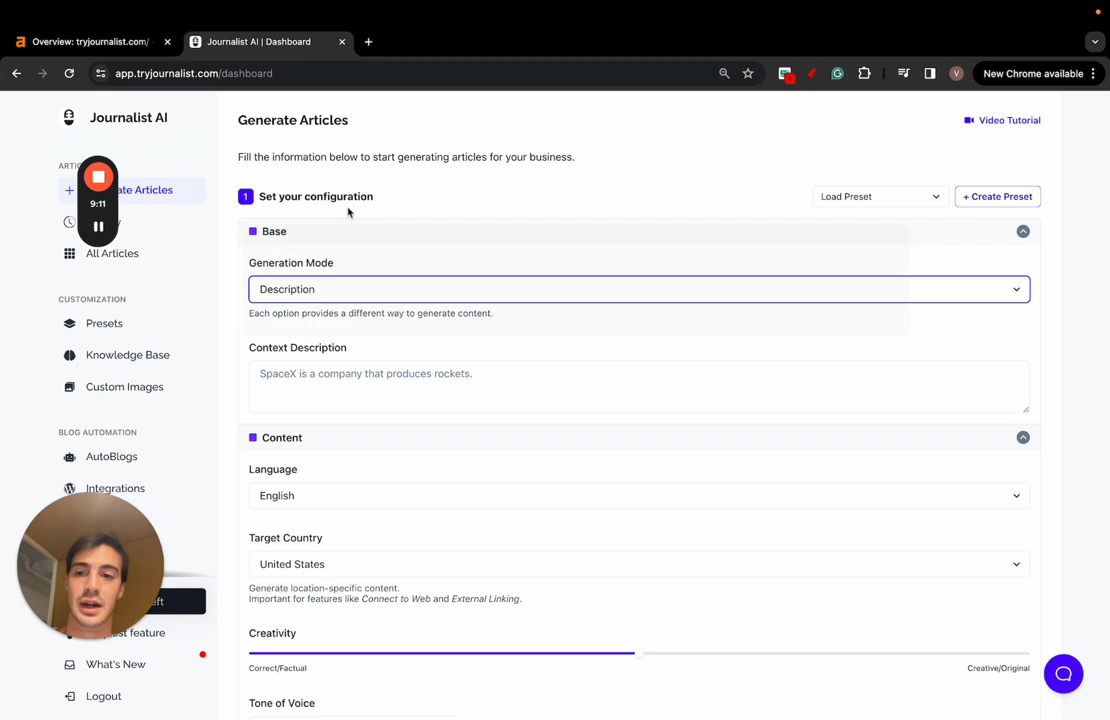 Overview: tryjournalist.com/
Journalist AI | Dashboard
app.tryjournalist.com/dashboard
New Chrome available
Journalist AI
Generate Articles
Video Tutorial
Fill the information below to start generating articles for your business.
1 Set your configuration
Load Preset
+ Create Preset
9:11
All Articles
CUSTOMIZATION
Presets
Knowledge Base
Custom Images
BLOG AUTOMATION
AutoBlogs
Integrations
What's New
Logout
Base
Generation Mode
Description
Each option provides a different way to generate content.
Context Description
SpaceX is a company that produces rockets.
Content
Language
English
Target Country
United States
Generate location-specific content.
Important for features like Connect to Web and External Linking.
Creativity
Correct/Factual
Creative/Original
Tone of Voice